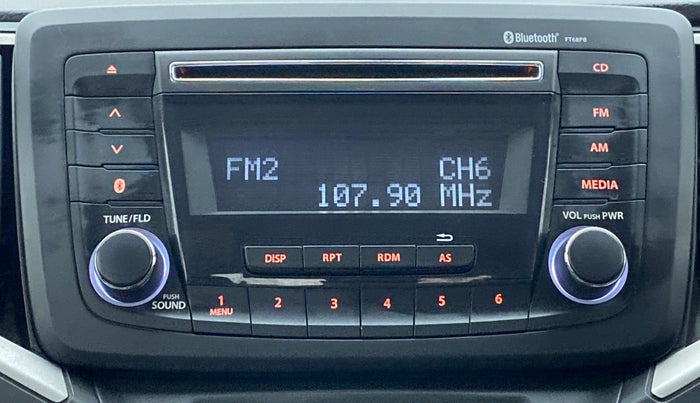 Bluetooth® FT68PB
CD
FM
AM
MEDIA
FM2 CH6
107.90 MHz
TUNE/FLD
VOL PUSH PWR
DISP RPT RDM AS
PUSH
SOUND
1 2 3 4 5 6
MENU